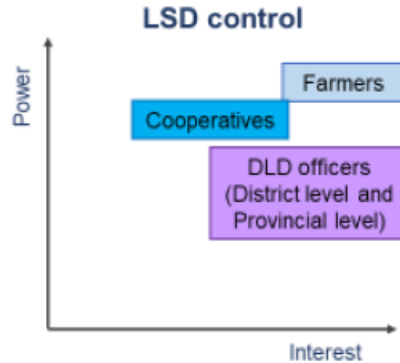 LSD control
Power
Farmers
Cooperatives
DLD officers
(District level and
Provincial level)
Interest